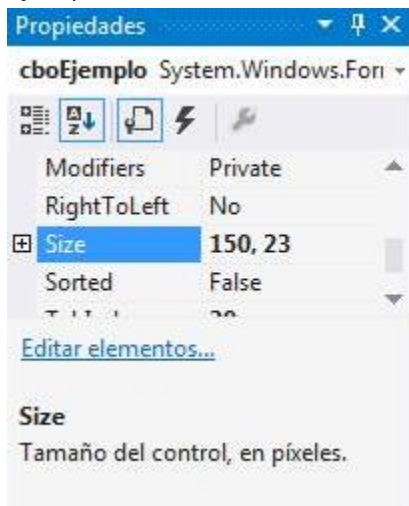 Propiedades
cboEjemplo System.Windows.Forr
Modifiers Private
RightToLeft No
Size 150, 23
Sorted False
Editar elementos...
Size
Tamaño del control, en píxeles.